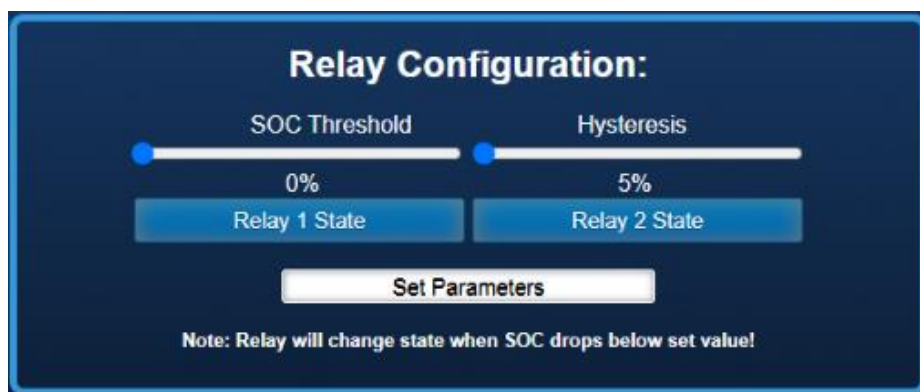 Relay Configuration:
SOC Threshold Hysteresis
0% 5%
Relay 1 State Relay 2 State
Set Parameters
Note: Relay will change state when SOC drops below set value!